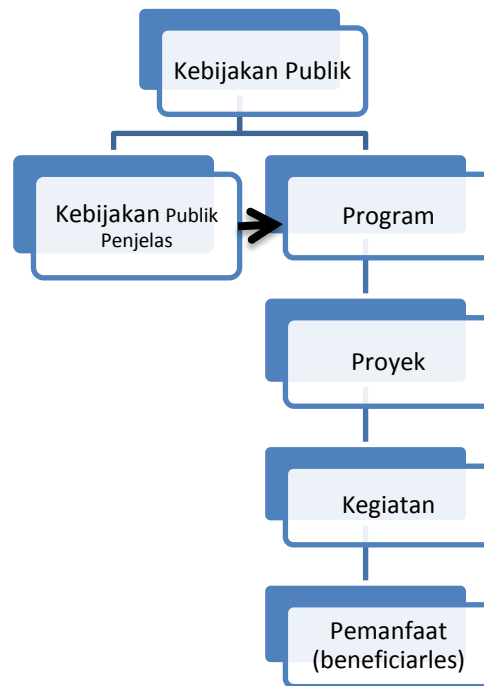 Kebijakan Publik
Kebijakan Publik
Penjelas
Program
Proyek
Kegiatan
Pemanfaat
(beneficiarles)